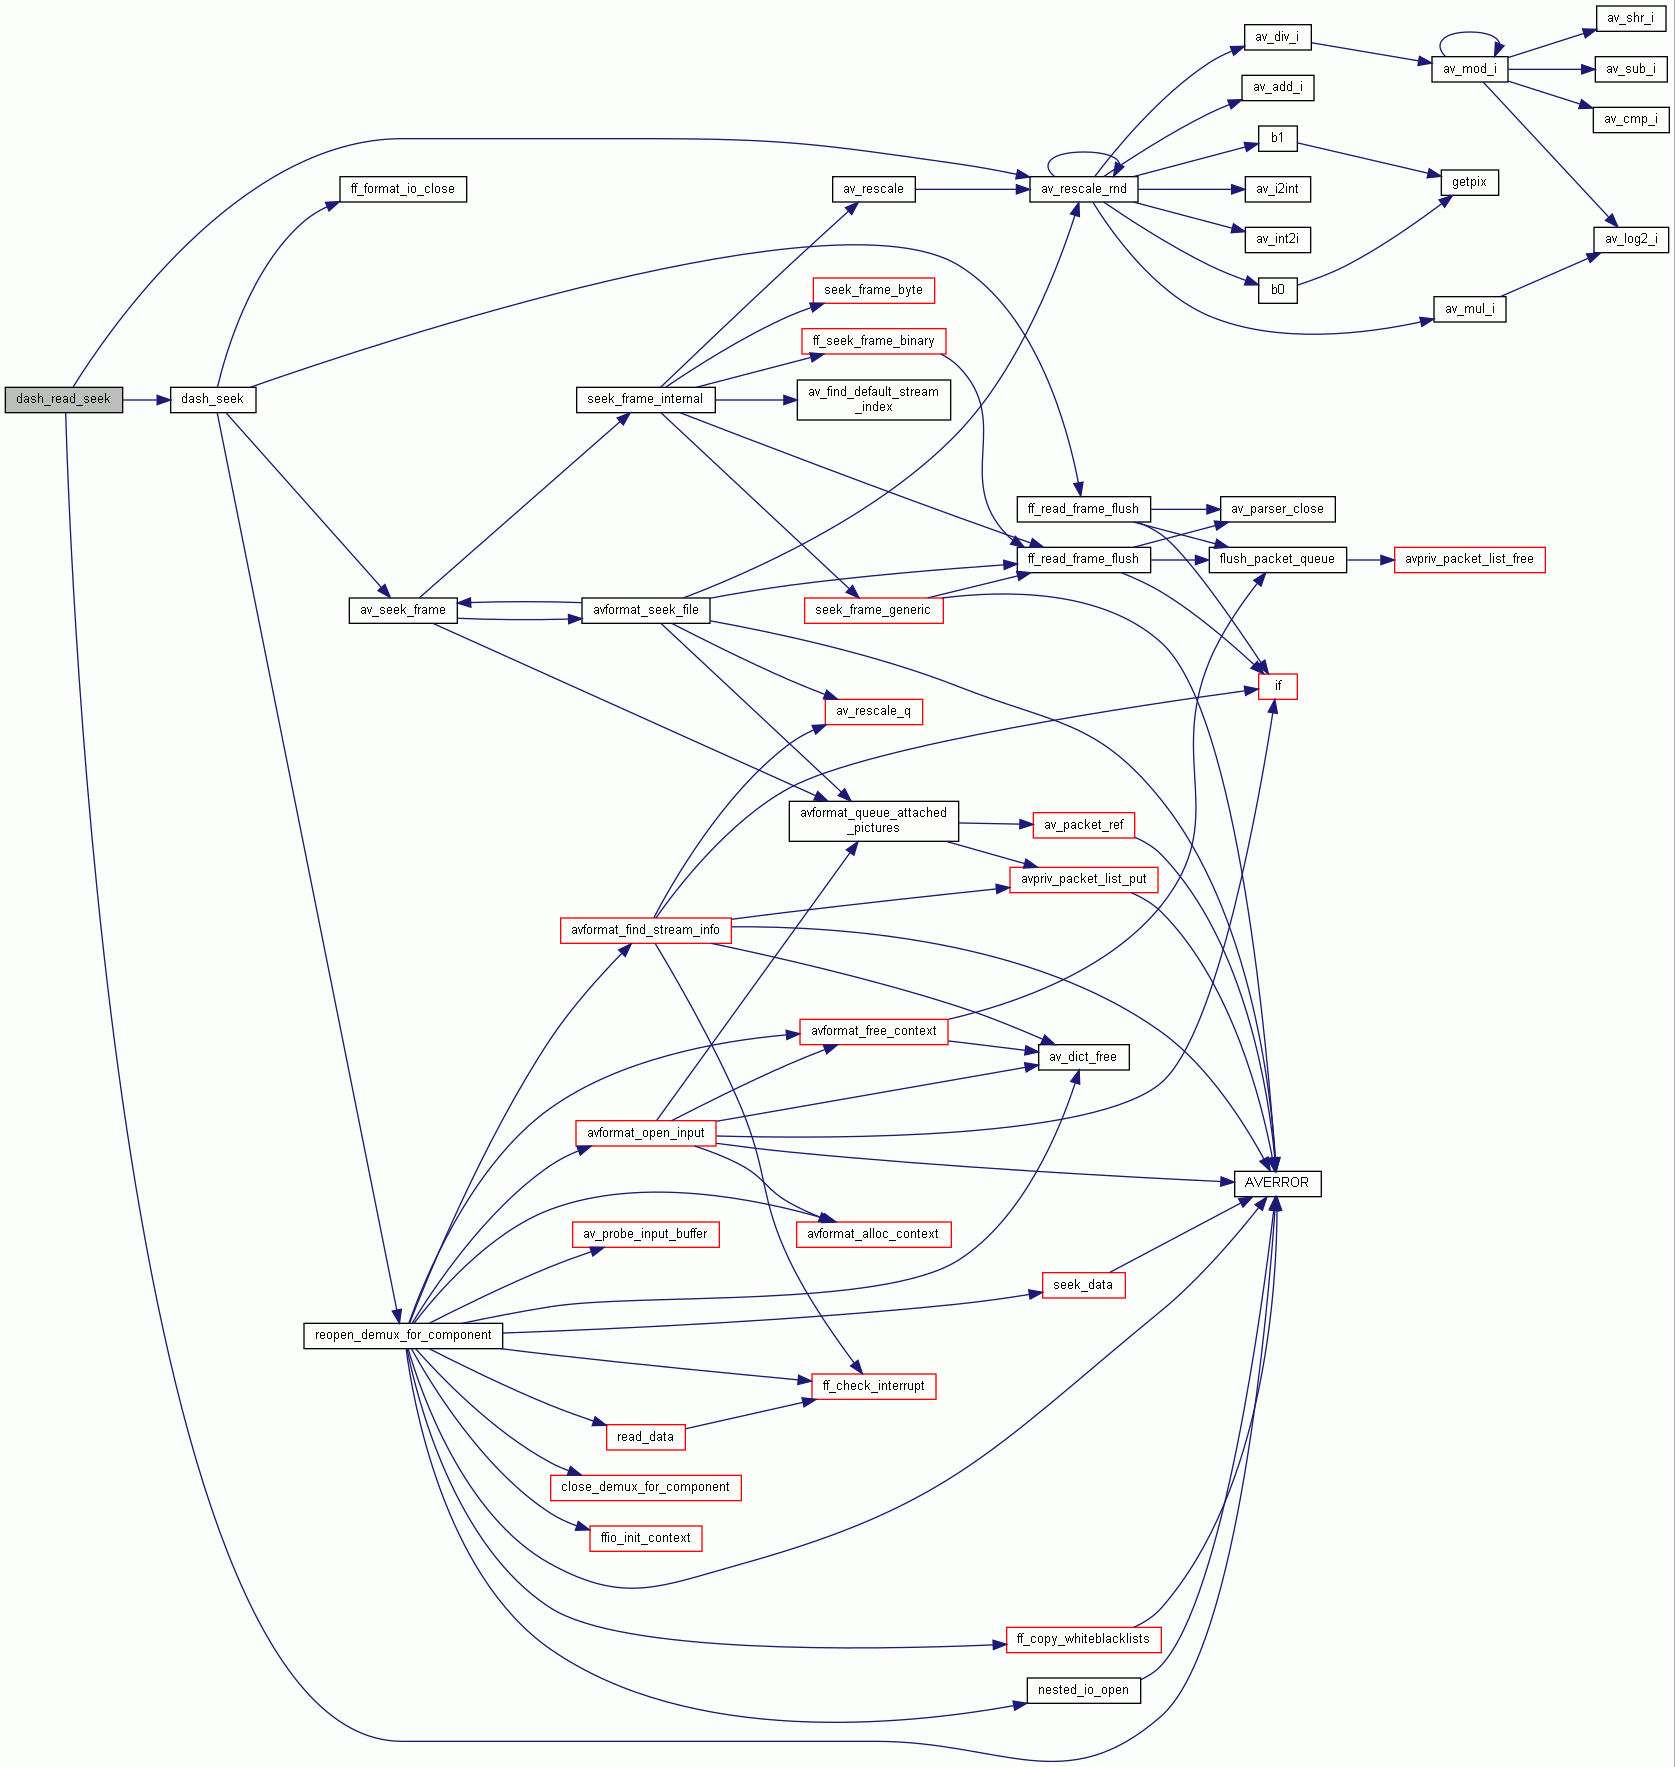 av_shr_i
av_div_i
av_mod_i
av_sub_i
av_add_i
av_cmp_i
b1
getpix
ff_format_io_close
av_rescale
av_rescale_rnd
av_i2int
av_int2i
av_log2_i
seek_frame_byte
b0
av_mul_i
ff_seek_frame_binary
dash_read_seek
dash_seek
seek_frame_internal
av_find_default_stream
_index
ff_read_frame_flush
av_parser_close
ff_read_frame_flush
flush_packet_queue
avpriv_packet_list_free
av_seek_frame
avformat_seek_file
seek_frame_generic
if
av_rescale_q
avformat_queue_attached
_pictures
av_packet_ref
avpriv_packet_list_put
avformat_find_stream_info
avformat_free_context
av_dict_free
avformat_open_input
AVERROR
av_probe_input_buffer
avformat_alloc_context
seek_data
reopen_demux_for_component
ff_check_interrupt
read_data
close_demux_for_component
ffio_init_context
ff_copy_whiteblacklists
nested_io_open